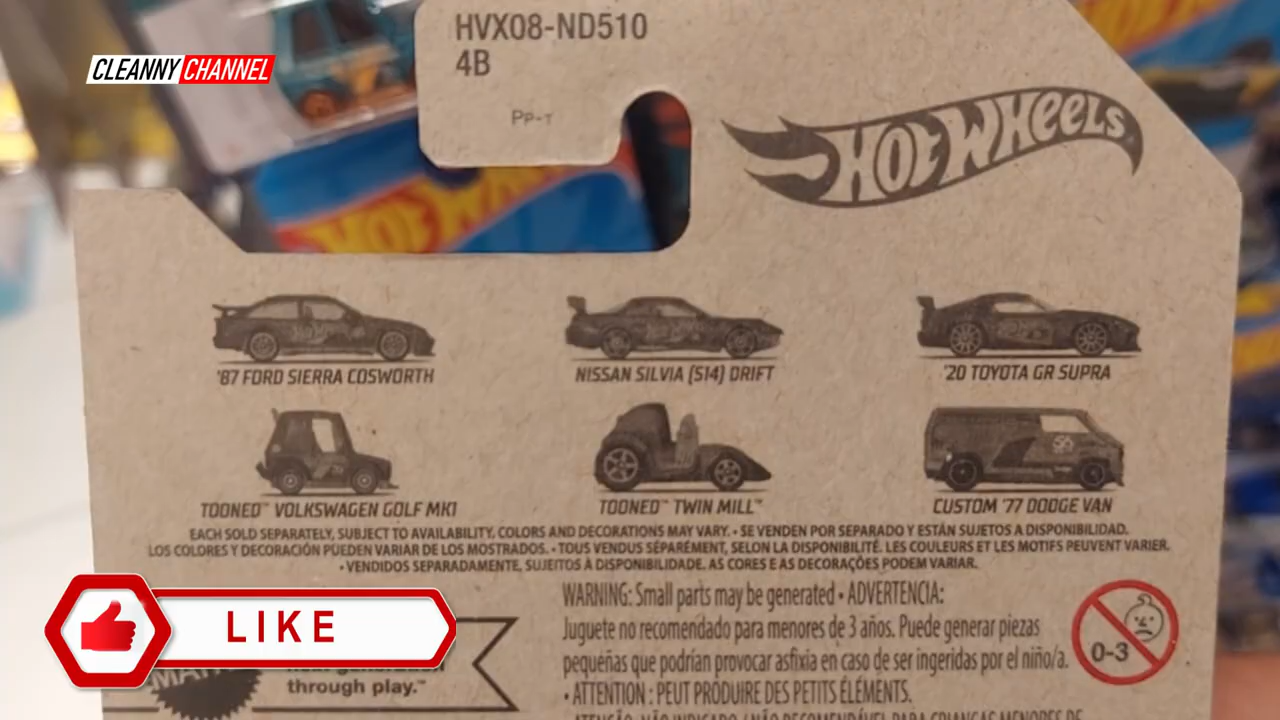 CLEANNY CHANNEL
HVX08-ND510
4B
PP-T
HOT WHEELS
HOT WH
'87 FORD SIERRA COSWORTH
NISSAN SILVIA (S14) DRIFT
'20 TOYOTA GR SUPRA
TOONED™ VOLKSWAGEN GOLF MK1
TOONED™ TWIN MILL™
CUSTOM '77 DODGE VAN
EACH SOLD SEPARATELY, SUBJECT TO AVAILABILITY. COLORS AND DECORATIONS MAY VARY. • SE VENDEN POR SEPARADO Y ESTÁN SUJETOS A DISPONIBILIDAD.
LOS COLORES Y DECORACIÓN PUEDEN VARIAR DE LOS MOSTRADOS. • TOUS VENDUS SÉPARÉMENT, SELON LA DISPONIBILITÉ. LES COULEURS ET LES MOTIFS PEUVENT VARIER.
• VENDIDOS SEPARADAMENTE, SUJEITOS À DISPONIBILIDADE. AS CORES E AS DECORAÇÕES PODEM VARIAR.
WARNING: Small parts may be generated • ADVERTENCIA:
Juguete no recomendado para menores de 3 años. Puede generar piezas
pequeñas que podrían provocar asfixia en caso de ser ingeridas por el niño/a.
• ATTENTION : PEUT PRODUIRE DES PETITS ÉLÉMENTS.
0-3
LIKE
through play.™